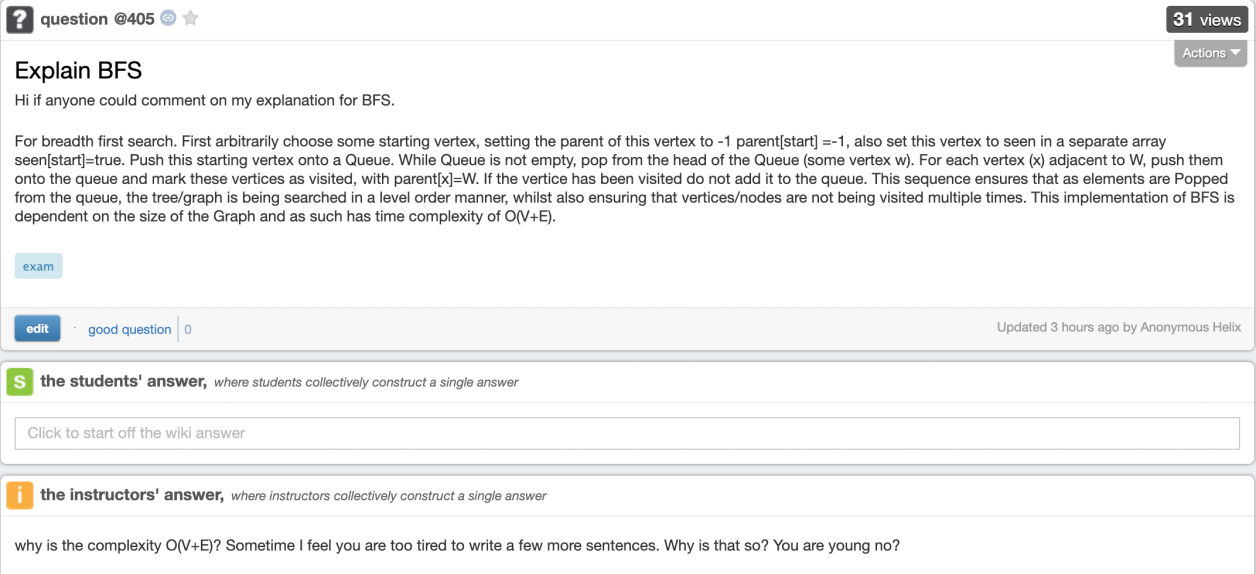 ? question @405
31 views
Actions
Explain BFS
Hi if anyone could comment on my explanation for BFS.
For breadth first search. First arbitrarily choose some starting vertex, setting the parent of this vertex to -1 parent[start] =-1, also set this vertex to seen in a separate array
seen[start]=true. Push this starting vertex onto a Queue. While Queue is not empty, pop from the head of the Queue (some vertex w). For each vertex (x) adjacent to W, push them
onto the queue and mark these vertices as visited, with parent[x]=W. If the vertice has been visited do not add it to the queue. This sequence ensures that as elements are Popped
from the queue, the tree/graph is being searched in a level order manner, whilst also ensuring that vertices/nodes are not being visited multiple times. This implementation of BFS is
dependent on the size of the Graph and as such has time complexity of O(V+E).
exam
edit · good question 0
Updated 3 hours ago by Anonymous Helix
S the students' answer, where students collectively construct a single answer
Click to start off the wiki answer
i the instructors' answer, where instructors collectively construct a single answer
why is the complexity O(V+E)? Sometime I feel you are too tired to write a few more sentences. Why is that so? You are young no?